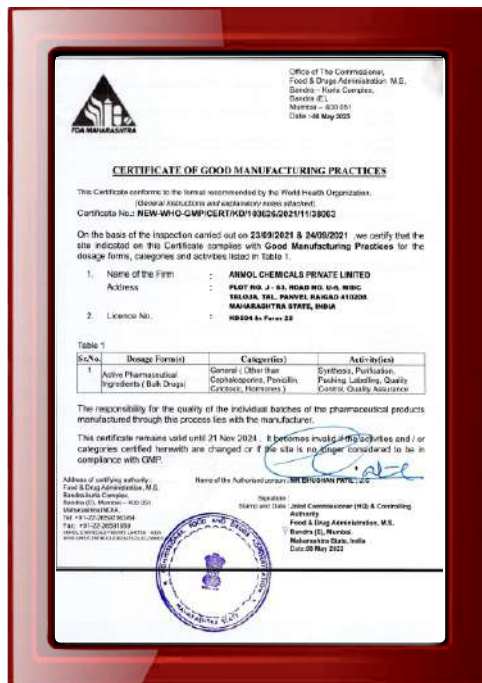 Office of The Commissioner,
Food & Drugs Administration M.S.
Bandra – Kurla Complex,
Bandra (E),
Mumbai – 400 051
Date :-08 May 2023
FDA MAHARASHTRA
CERTIFICATE OF GOOD MANUFACTURING PRACTICES
This Certificate conforms to the format recommended by the World Health Organization.
(General instructions and explanatory notes attached)
Certificate No.: NEW-WHO-GMP/CERT/KD/
On the basis of the inspection carried out on 23/09/2021 & 24/09/2021 ,we certify that the
site indicated on this Certificate complies with Good Manufacturing Practices for the
dosage forms, categories and activities listed in Table 1.
1. Name of the Firm : ANMOL CHEMICALS PRIVATE LIMITED
Address : PLOT NO. J - 63, ROAD NO. U-9, MIDC
TALOJA, TAL. PANVEL RAIGAD 410208
MAHARASHTRA STATE, INDIA
2. Licence No. : KD504 In Form 25
Table 1
Sr.No. Dosage Form(s) Categorie(s) Activity(ies)
1 Active Pharmaceutical Ingredients ( Bulk Drugs) General ( Other than Cephalosporins, Penicillin, Cytotoxic, Hormones ) Synthesis, Purification, Packing, Labelling, Quality Control, Quality Assurance
The responsibility for the quality of the individual batches of the pharmaceutical products
manufactured through this process lies with the manufacturer.
This certificate remains valid until 21 Nov 2024 . It becomes invalid if the activities and / or
categories certified herewith are changed or if the site is no longer considered to be in
compliance with GMP.
Address of certifying authority:
Food & Drug Administration, M.S.
Bandra-Kurla Complex,
Bandra (E), Mumbai – 400 051
Maharashtra INDIA.
Name of the Authorised person : MR BHUSHAN PATIL
Signature :
Stamp and Date : Joint Commissioner (HQ) & Controlling
Authority
Food & Drug Administration, M.S.
Bandra (E), Mumbai.
Maharashtra State, India
Date:08 May 2023
FOOD AND DRUGS ADMINISTRATION
MAHARASHTRA STATE